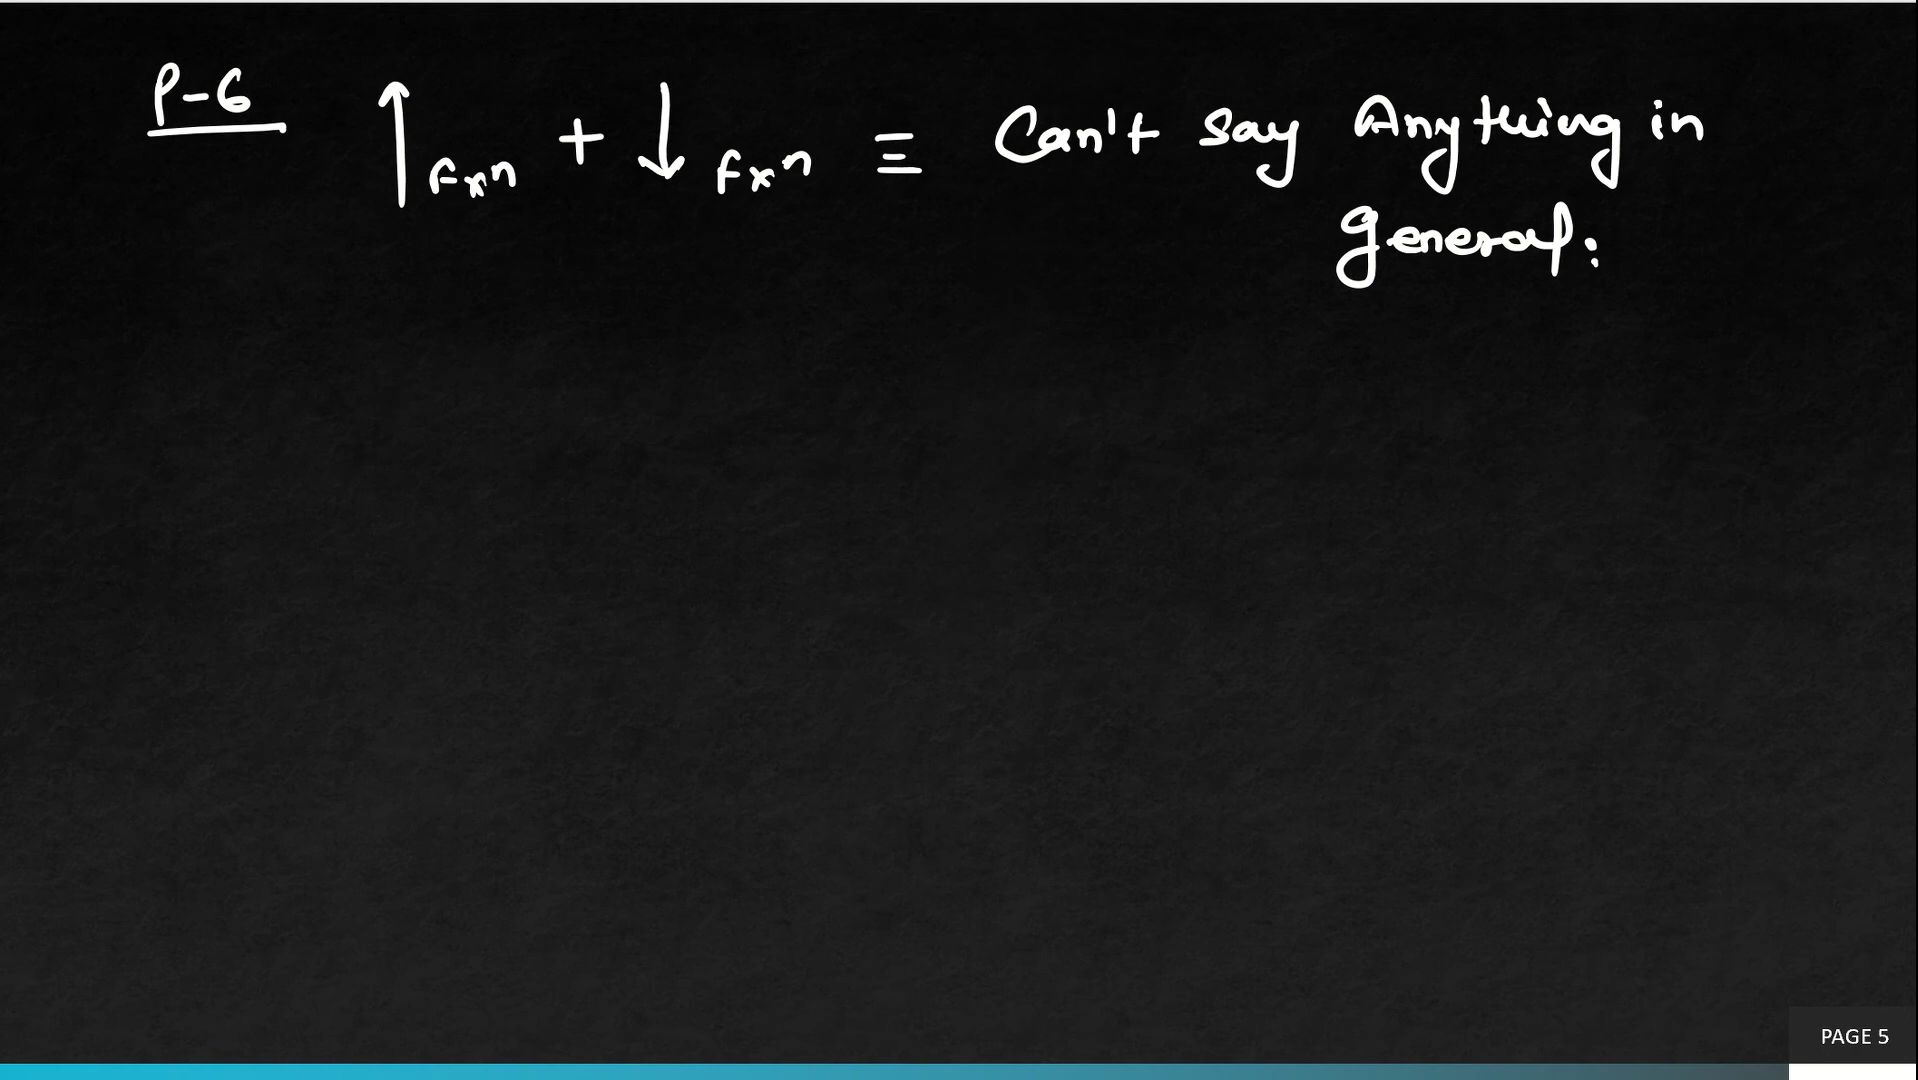 P-6 ↑ Fxn + ↓ Fxn ≡ Can't say Anything in
general:
PAGE 5